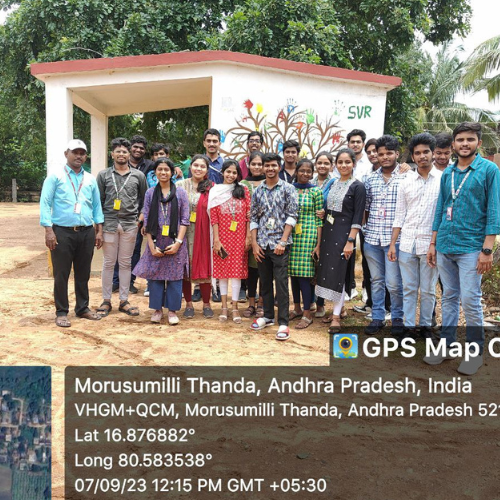 SVR
GPS Map C
Morusumilli Thanda, Andhra Pradesh, India
VHGM+QCM, Morusumilli Thanda, Andhra Pradesh 521
Lat 16.876882°
Long 80.583538°
07/09/23 12:15 PM GMT +05:30